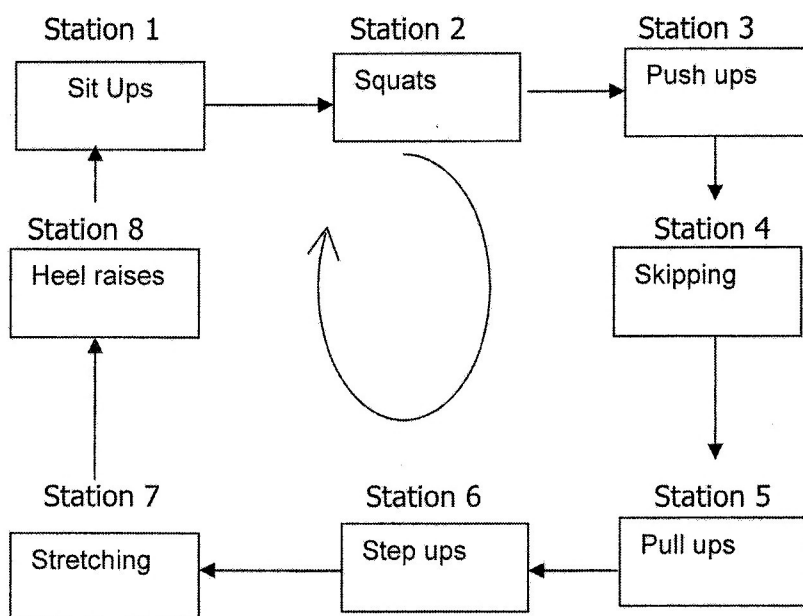 Station 1
Sit Ups
Station 2
Squats
Station 3
Push ups
Station 4
Skipping
Station 5
Pull ups
Station 6
Step ups
Station 7
Stretching
Station 8
Heel raises